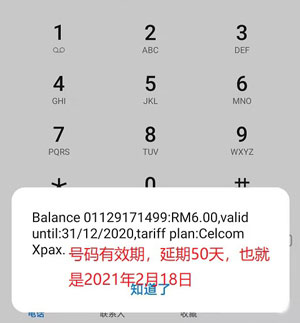 1 2 3
ABC DEF
4 5 6
GHI JKL MNO
7 8 9
PQRS TUV WXYZ
* 0 #
Balance 01129171499:RM6.00,valid
until:31/12/2020,tariff plan:Celcom
Xpax. 号码有效期，延期50天，也就
是2021年2月18日
知道了
电话 联系人 收藏